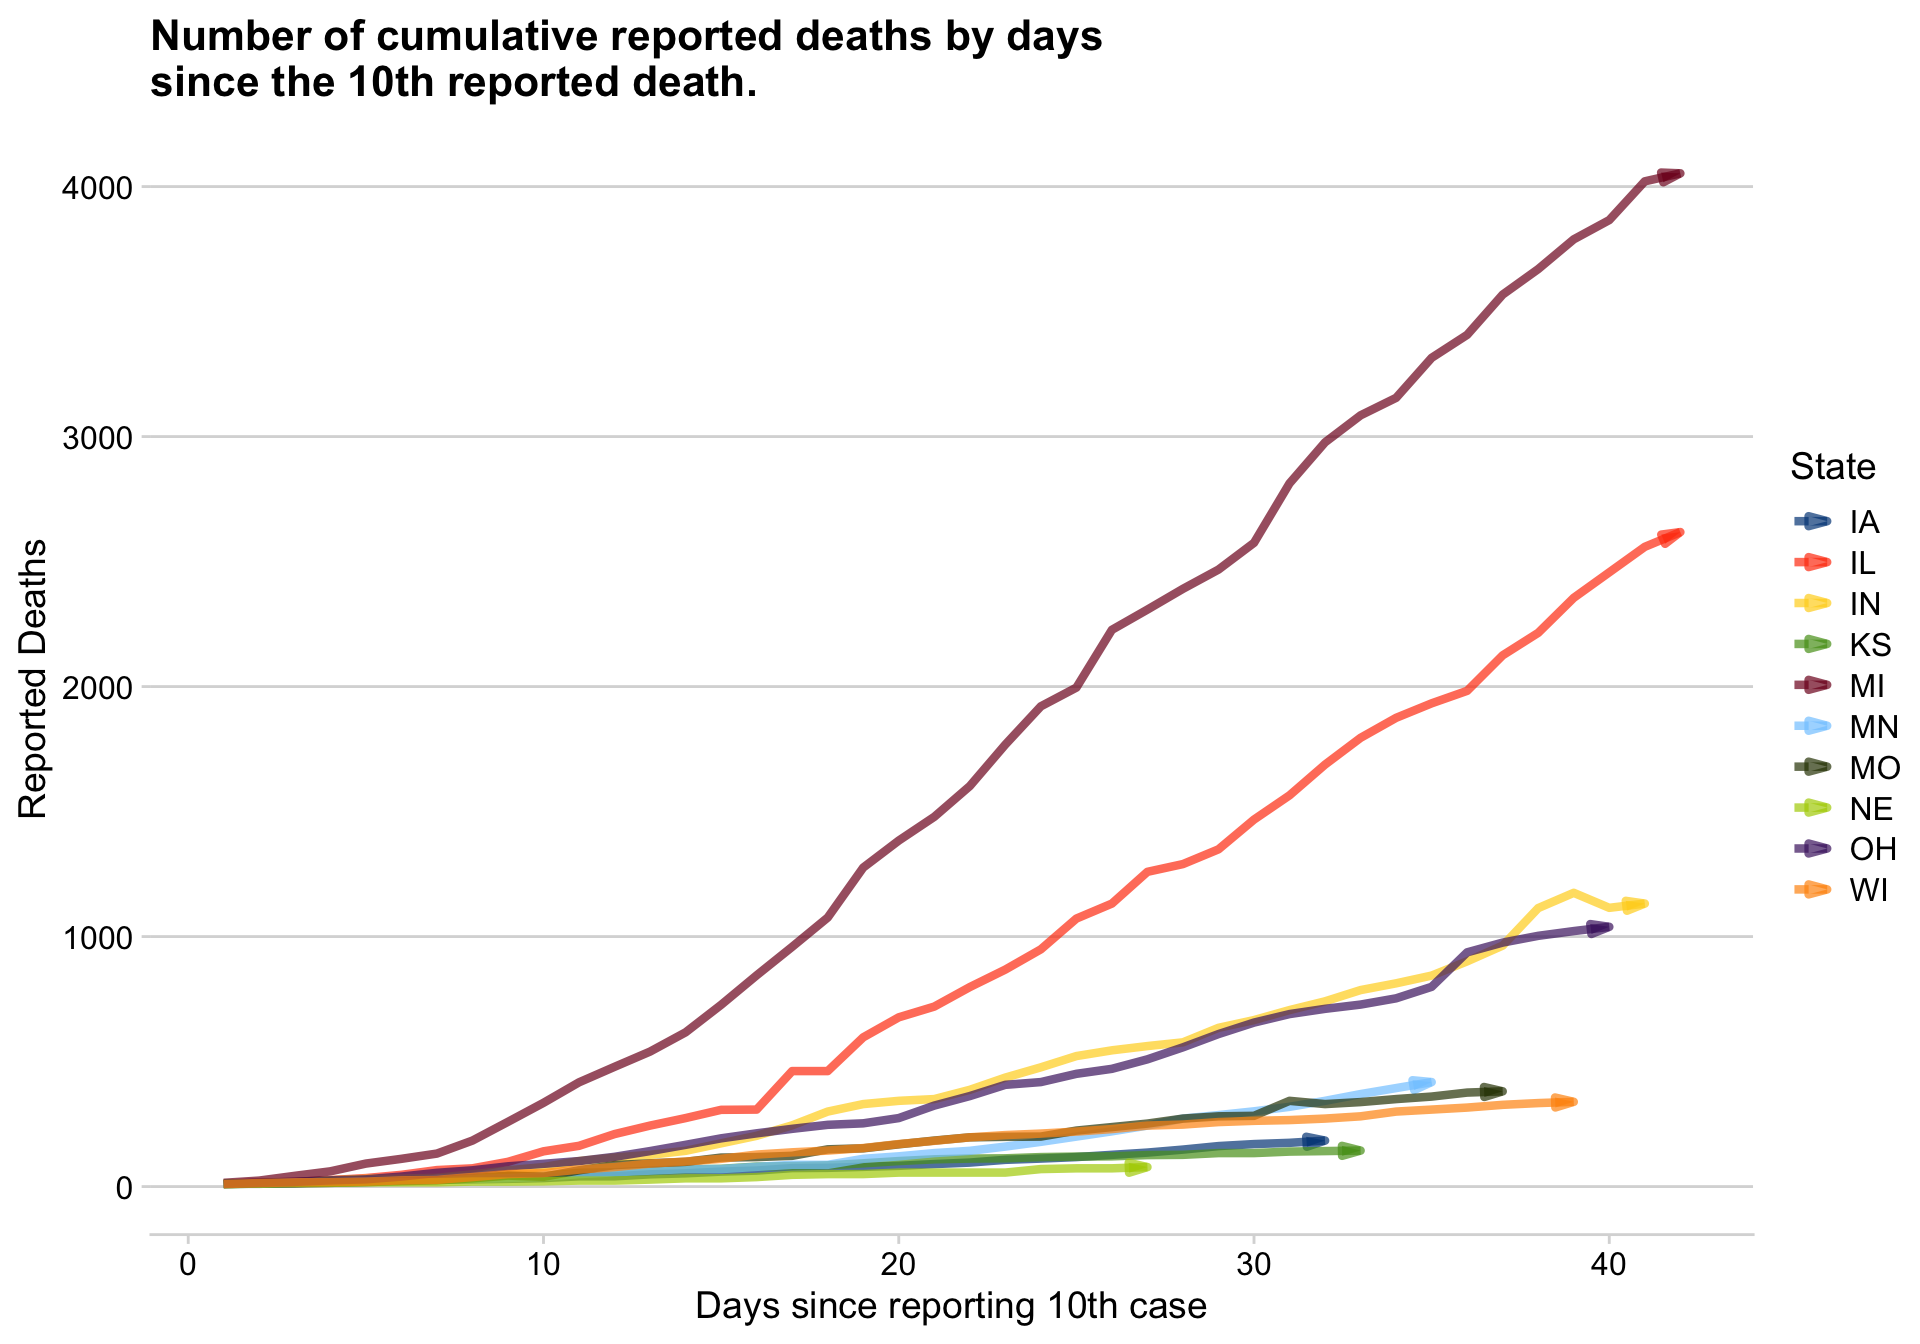 Number of cumulative reported deaths by days
since the 10th reported death.
4000
3000
2000
1000
0
Reported Deaths
0 10 20 30 40
Days since reporting 10th case
State
IA
IL
IN
KS
MI
MN
MO
NE
OH
WI